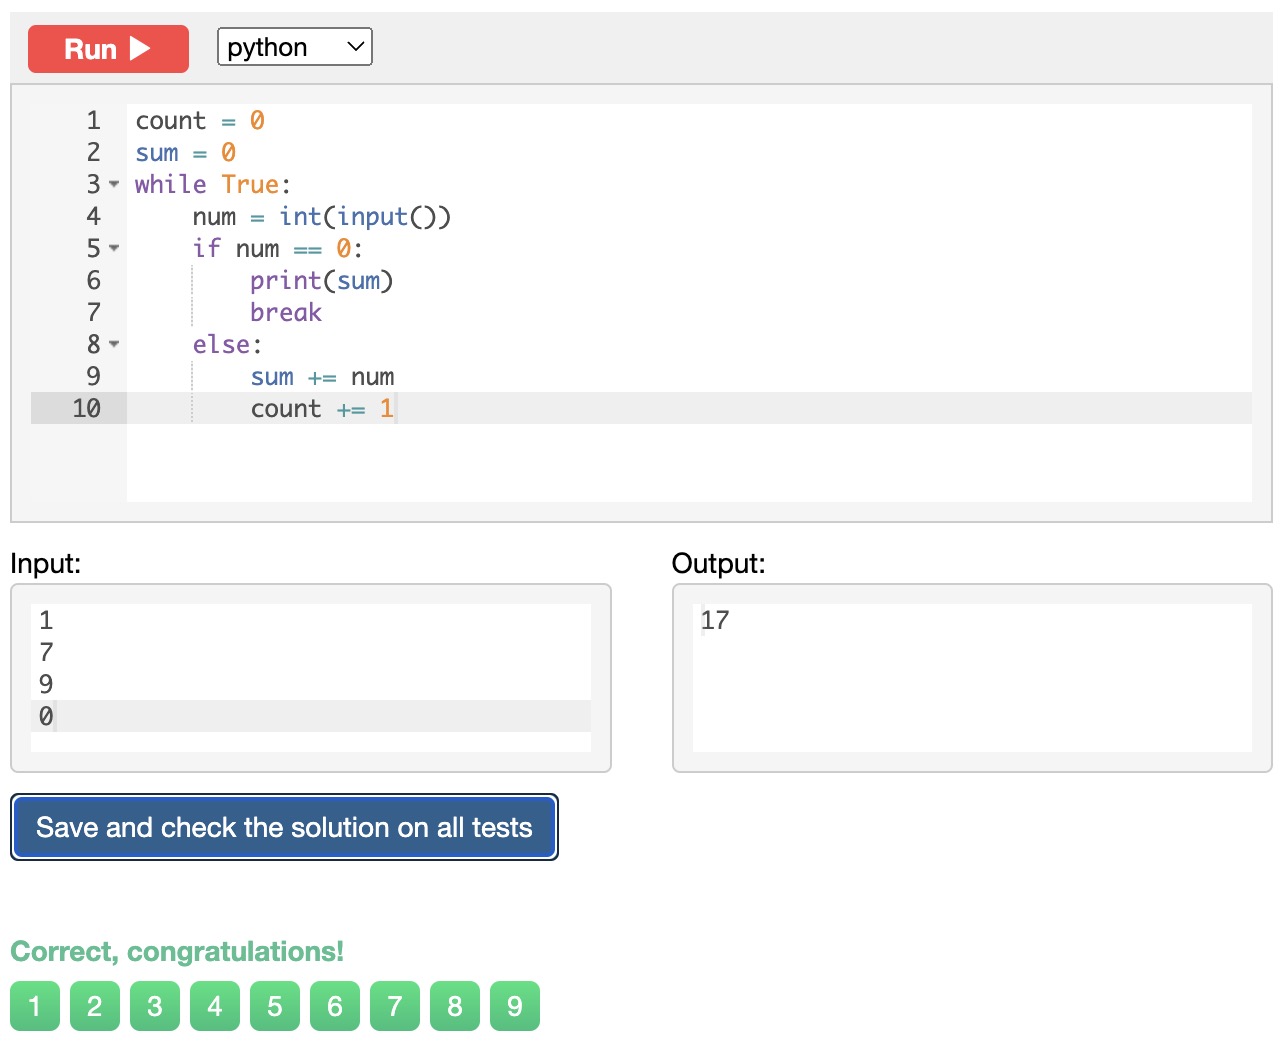 Run python
1 count = 0
2 sum = 0
3 while True:
4     num = int(input())
5     if num == 0:
6         print(sum)
7         break
8     else:
9         sum += num
10         count += 1
Input:
1
7
9
0
Output:
17
Save and check the solution on all tests
Correct, congratulations!
1 2 3 4 5 6 7 8 9